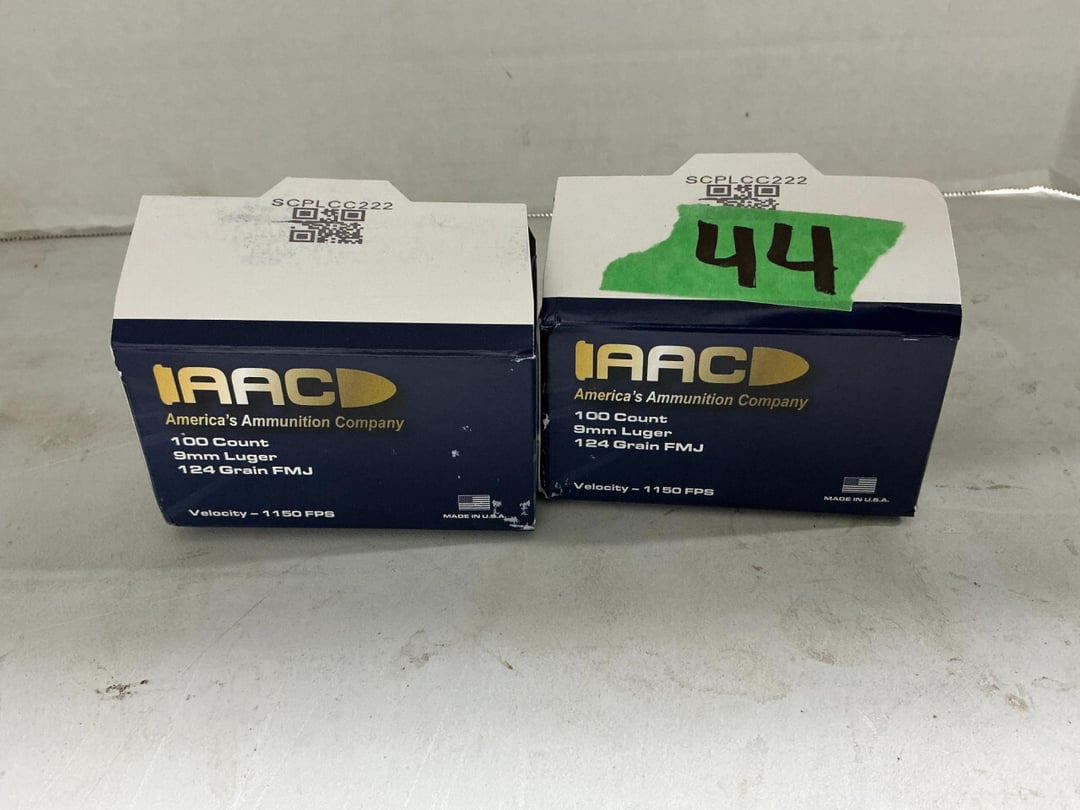 SCPLCC222
AAC
America's Ammunition Company
100 Count
9mm Luger
124 Grain FMJ
Velocity – 1150 FPS
MADE IN U.S.A.
SCPLCC222
44
AAC
America's Ammunition Company
100 Count
9mm Luger
124 Grain FMJ
Velocity – 1150 FPS
MADE IN U.S.A.